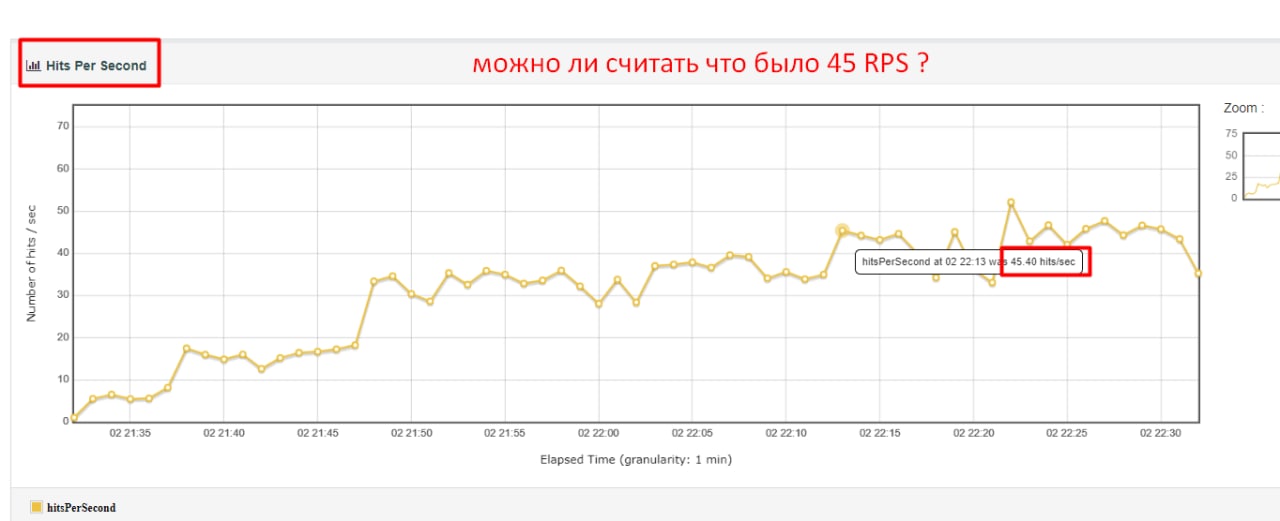 Hits Per Second
можно ли считать что было 45 RPS ?
Zoom :
70
60
50
40
30
20
10
0
Number of hits / sec
75
50
25
0
hitsPerSecond at 02 22:13 was 45.40 hits/sec
02 21:35 02 21:40 02 21:45 02 21:50 02 21:55 02 22:00 02 22:05 02 22:10 02 22:15 02 22:20 02 22:25 02 22:30
Elapsed Time (granularity: 1 min)
hitsPerSecond